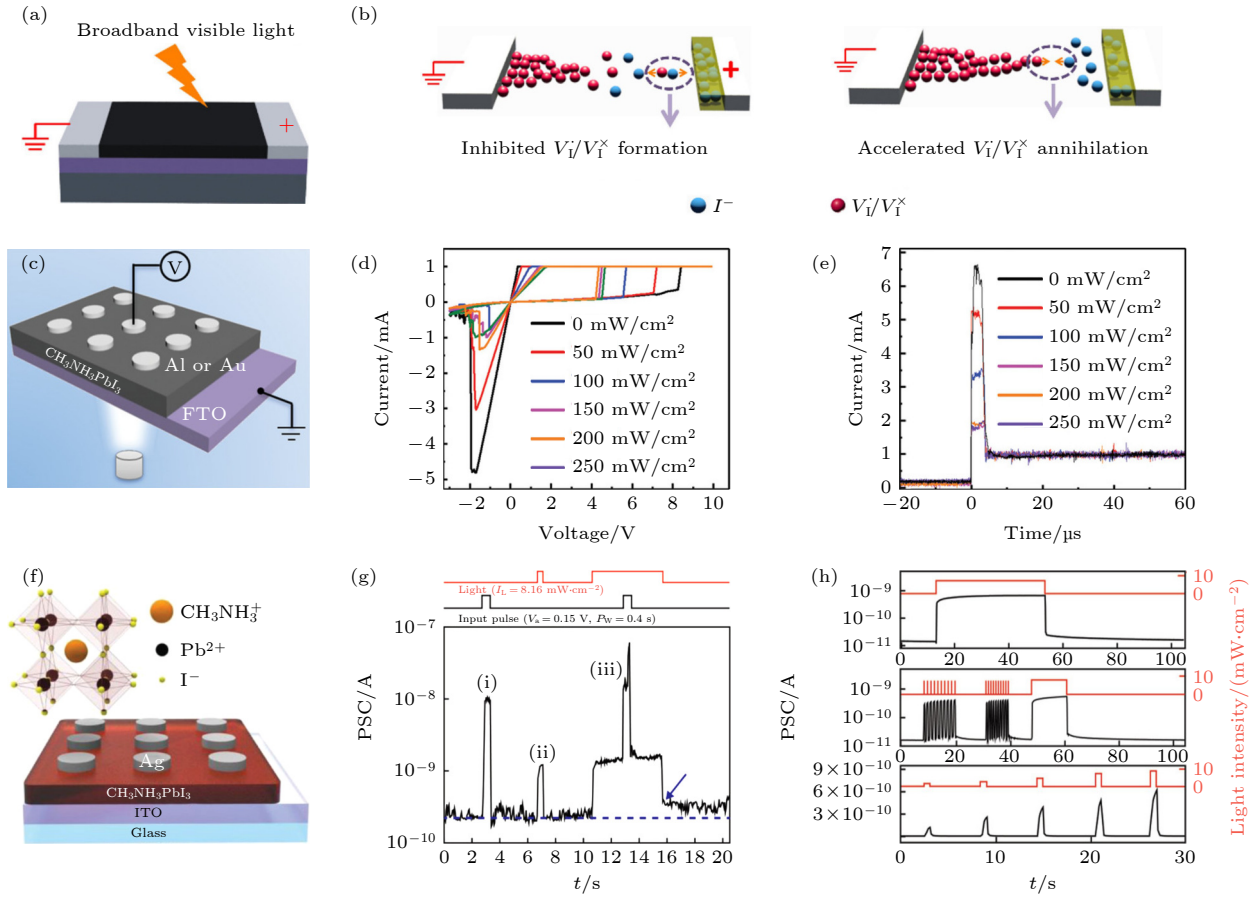 (a)
Broadband visible light
+
(b)
+
Inhibited V_I^·/V_I^× formation
Accelerated V_I^·/V_I^× annihilation
I⁻
V_I^·/V_I^×
(c)
V
Al or Au
CH₃NH₃PbI₃
FTO
(d)
Current/mA
1
0
−1
−2
−3
−4
−5
0 mW/cm²
50 mW/cm²
100 mW/cm²
150 mW/cm²
200 mW/cm²
250 mW/cm²
−2 0 2 4 6 8 10
Voltage/V
(e)
Current/mA
7
6
5
4
3
2
1
0
0 mW/cm²
50 mW/cm²
100 mW/cm²
150 mW/cm²
200 mW/cm²
250 mW/cm²
−20 0 20 40 60
Time/µs
(f)
CH₃NH₃⁺
Pb²⁺
I⁻
Ag
CH₃NH₃PbI₃
ITO
Glass
(g)
Light (I_L = 8.16 mW·cm⁻²)
Input pulse (V_a = 0.15 V, P_W = 0.4 s)
PSC/A
10⁻⁷
10⁻⁸
10⁻⁹
10⁻¹⁰
(i)
(ii)
(iii)
0 2 4 6 8 10 12 14 16 18 20
t/s
(h)
PSC/A
10⁻⁹
10⁻¹⁰
10⁻¹¹
10
0
0 20 40 60 80 100
10⁻⁹
10⁻¹⁰
10⁻¹¹
10
0
0 20 40 60 80 100
9×10⁻¹⁰
6×10⁻¹⁰
3×10⁻¹⁰
10
0
0 10 20 30
t/s
Light intensity/(mW·cm⁻²)